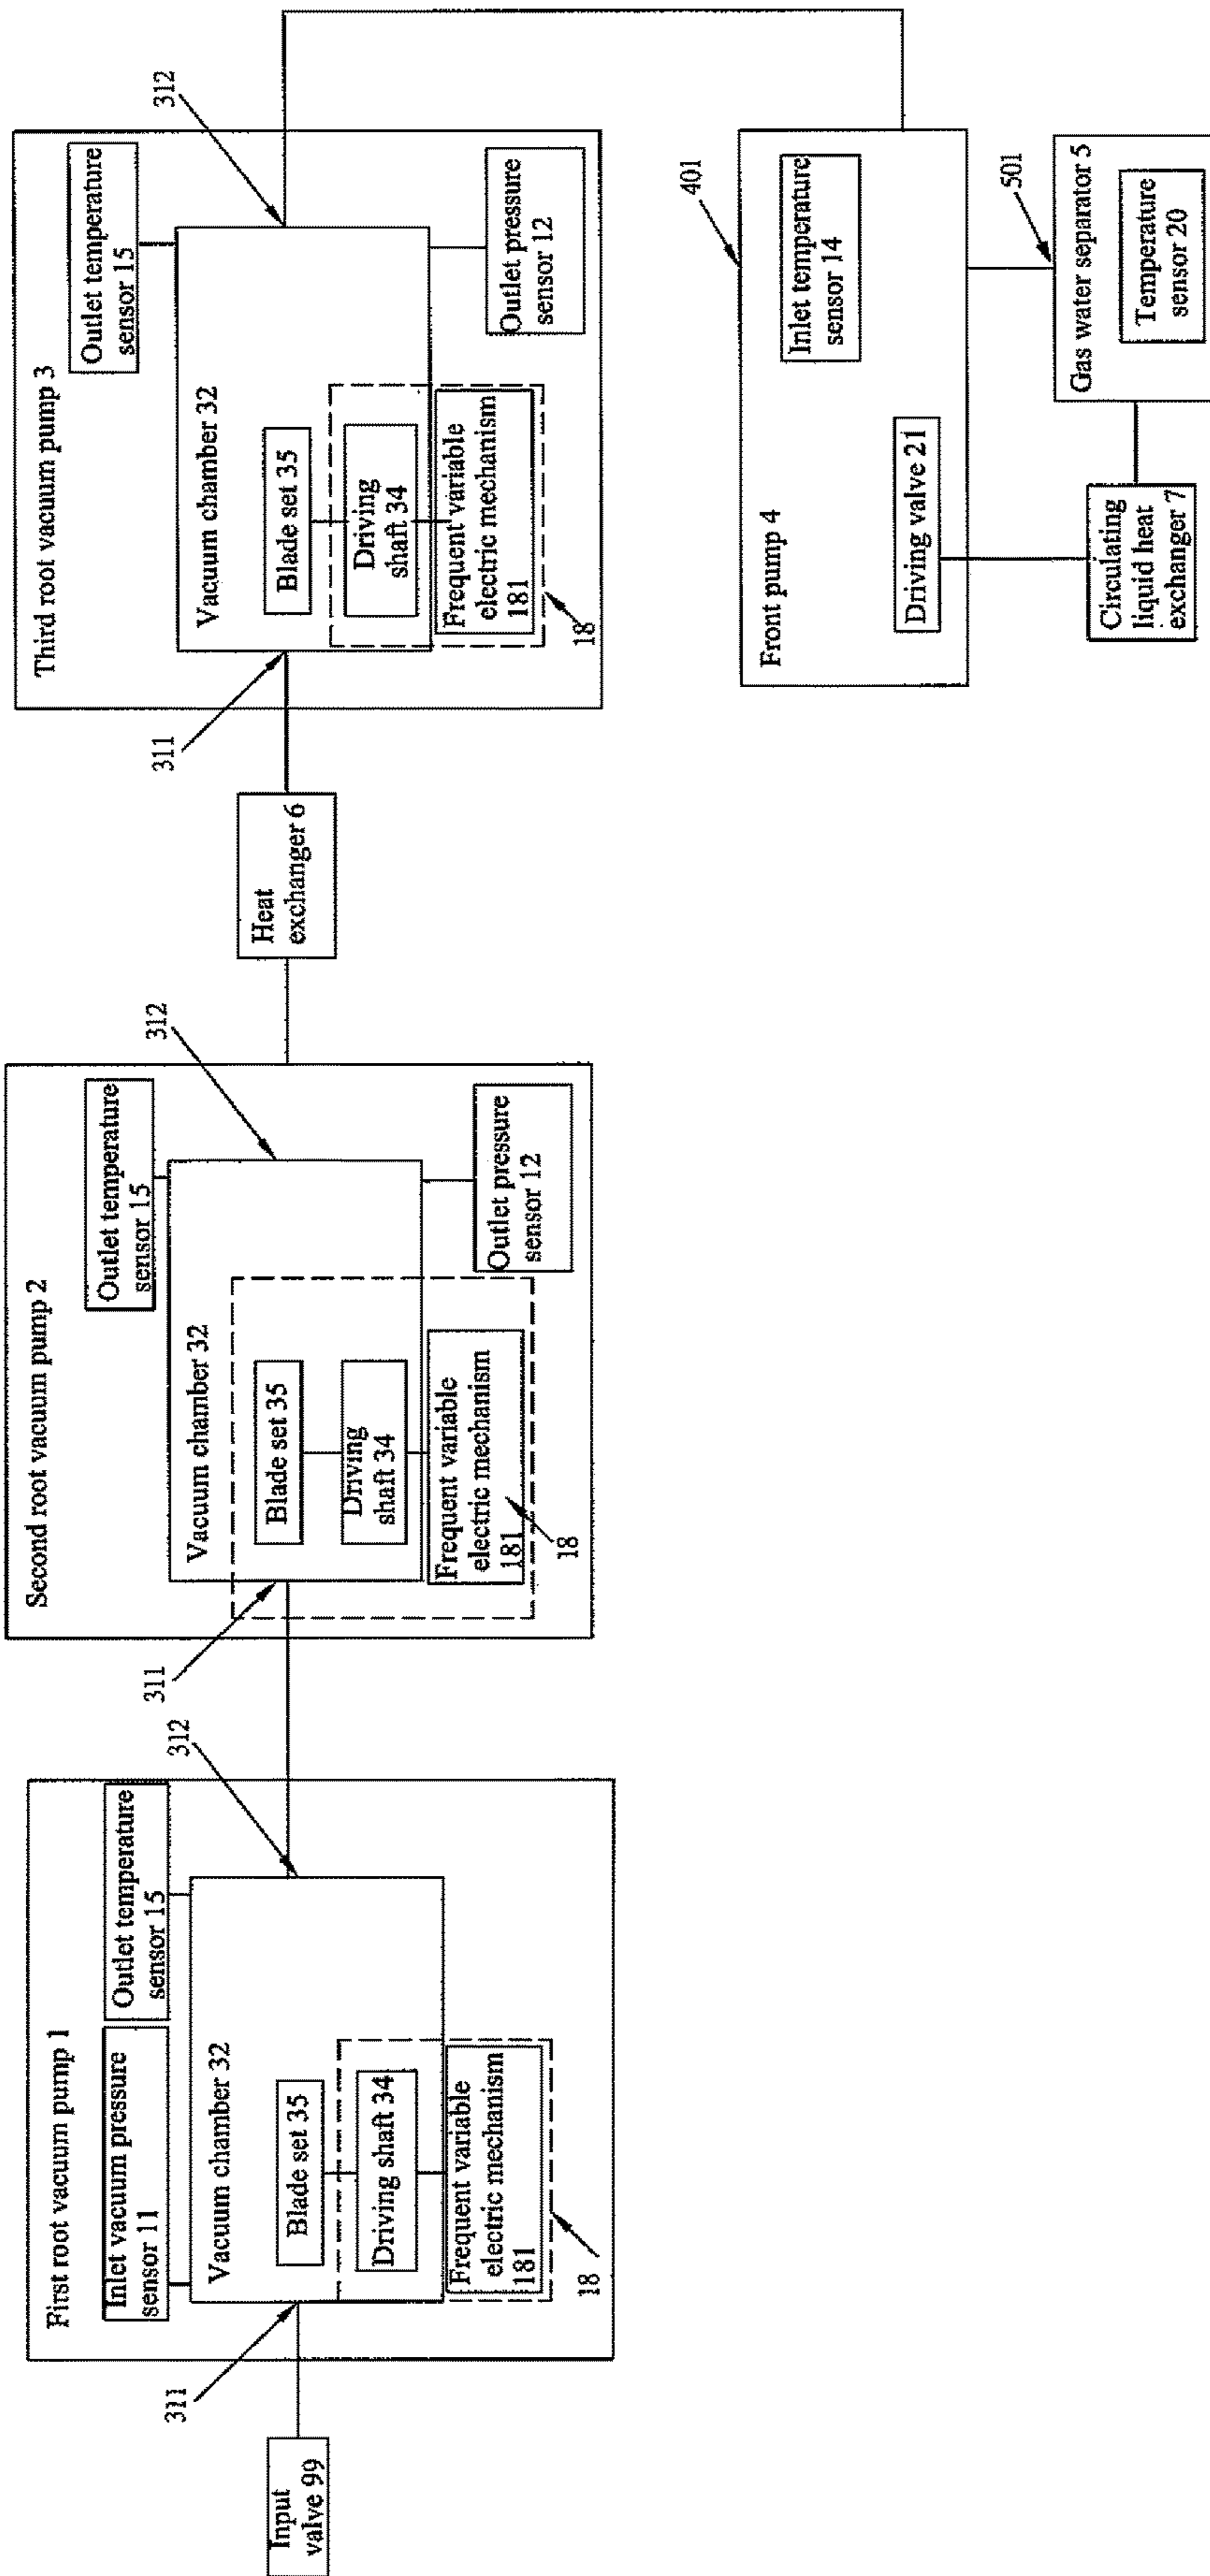 First root vacuum pump 1
Inlet vacuum pressure
sensor 11
Outlet temperature
sensor 15
Vacuum chamber 32
Blade set 35
Driving shaft 34
Frequent variable
electric mechanism
181
18
311
312
Input
valve 99
Second root vacuum pump 2
Outlet temperature
sensor 15
Vacuum chamber 32
Blade set 35
Driving
shaft 34
Frequent variable
electric mechanism
181
18
Outlet pressure
sensor 12
311
312
Heat
exchanger 6
Third root vacuum pump 3
Outlet temperature
sensor 15
Vacuum chamber 32
Blade set 35
Driving
shaft 34
Frequent variable
electric mechanism
181
18
Outlet pressure
sensor 12
311
312
Front pump 4
401
Inlet temperature
sensor 14
Driving valve 21
Circulating
liquid heat
exchanger 7
501
Gas water separator 5
Temperature
sensor 20